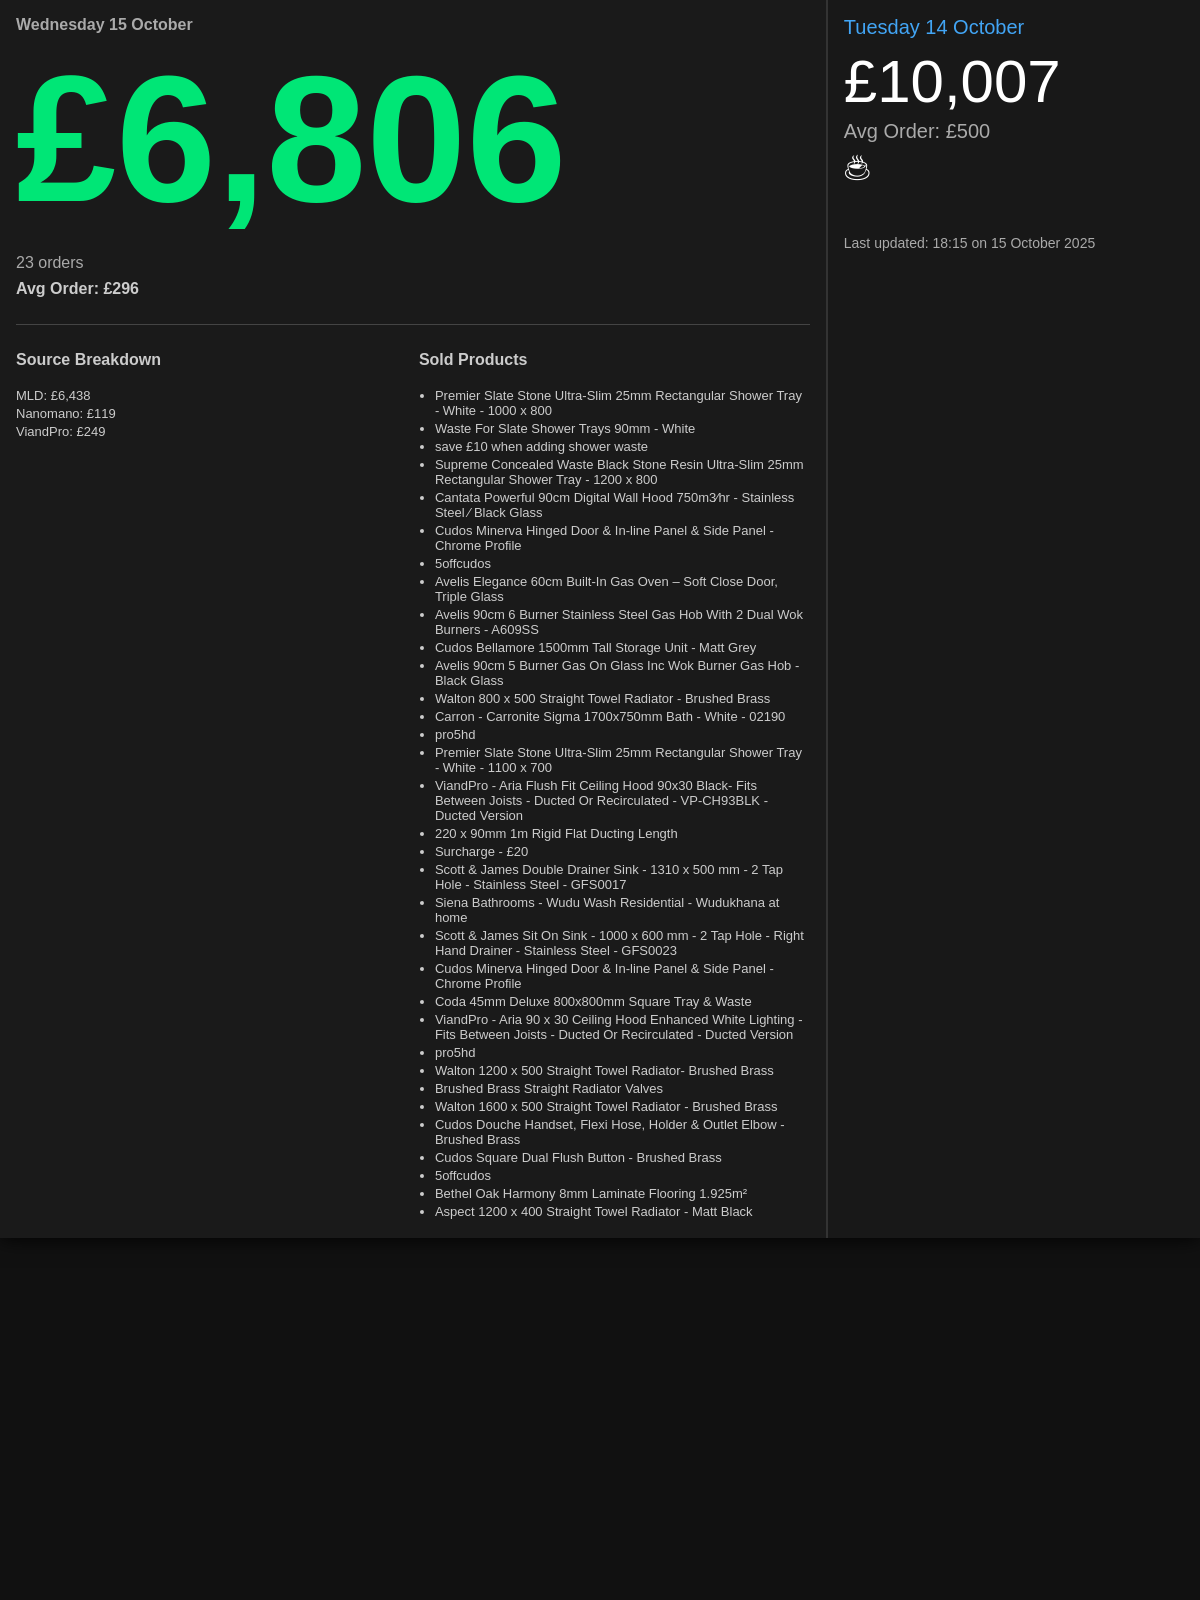 Wednesday 15 October
£6,806
23 orders
Avg Order: £296
Source Breakdown
MLD: £6,438
Nanomano: £119
ViandPro: £249
Sold Products
• Premier Slate Stone Ultra-Slim 25mm Rectangular Shower Tray
- White - 1000 x 800
• Waste For Slate Shower Trays 90mm - White
• save £10 when adding shower waste
• Supreme Concealed Waste Black Stone Resin Ultra-Slim 25mm
Rectangular Shower Tray - 1200 x 800
• Cantata Powerful 90cm Digital Wall Hood 750m3⁄hr - Stainless
Steel ⁄ Black Glass
• Cudos Minerva Hinged Door & In-line Panel & Side Panel -
Chrome Profile
• 5offcudos
• Avelis Elegance 60cm Built-In Gas Oven – Soft Close Door,
Triple Glass
• Avelis 90cm 6 Burner Stainless Steel Gas Hob With 2 Dual Wok
Burners - A609SS
• Cudos Bellamore 1500mm Tall Storage Unit - Matt Grey
• Avelis 90cm 5 Burner Gas On Glass Inc Wok Burner Gas Hob -
Black Glass
• Walton 800 x 500 Straight Towel Radiator - Brushed Brass
• Carron - Carronite Sigma 1700x750mm Bath - White - 02190
• pro5hd
• Premier Slate Stone Ultra-Slim 25mm Rectangular Shower Tray
- White - 1100 x 700
• ViandPro - Aria Flush Fit Ceiling Hood 90x30 Black- Fits
Between Joists - Ducted Or Recirculated - VP-CH93BLK -
Ducted Version
• 220 x 90mm 1m Rigid Flat Ducting Length
• Surcharge - £20
• Scott & James Double Drainer Sink - 1310 x 500 mm - 2 Tap
Hole - Stainless Steel - GFS0017
• Siena Bathrooms - Wudu Wash Residential - Wudukhana at
home
• Scott & James Sit On Sink - 1000 x 600 mm - 2 Tap Hole - Right
Hand Drainer - Stainless Steel - GFS0023
• Cudos Minerva Hinged Door & In-line Panel & Side Panel -
Chrome Profile
• Coda 45mm Deluxe 800x800mm Square Tray & Waste
• ViandPro - Aria 90 x 30 Ceiling Hood Enhanced White Lighting -
Fits Between Joists - Ducted Or Recirculated - Ducted Version
• pro5hd
• Walton 1200 x 500 Straight Towel Radiator- Brushed Brass
• Brushed Brass Straight Radiator Valves
• Walton 1600 x 500 Straight Towel Radiator - Brushed Brass
• Cudos Douche Handset, Flexi Hose, Holder & Outlet Elbow -
Brushed Brass
• Cudos Square Dual Flush Button - Brushed Brass
• 5offcudos
• Bethel Oak Harmony 8mm Laminate Flooring 1.925m²
• Aspect 1200 x 400 Straight Towel Radiator - Matt Black
Tuesday 14 October
£10,007
Avg Order: £500
☕
Last updated: 18:15 on 15 October 2025